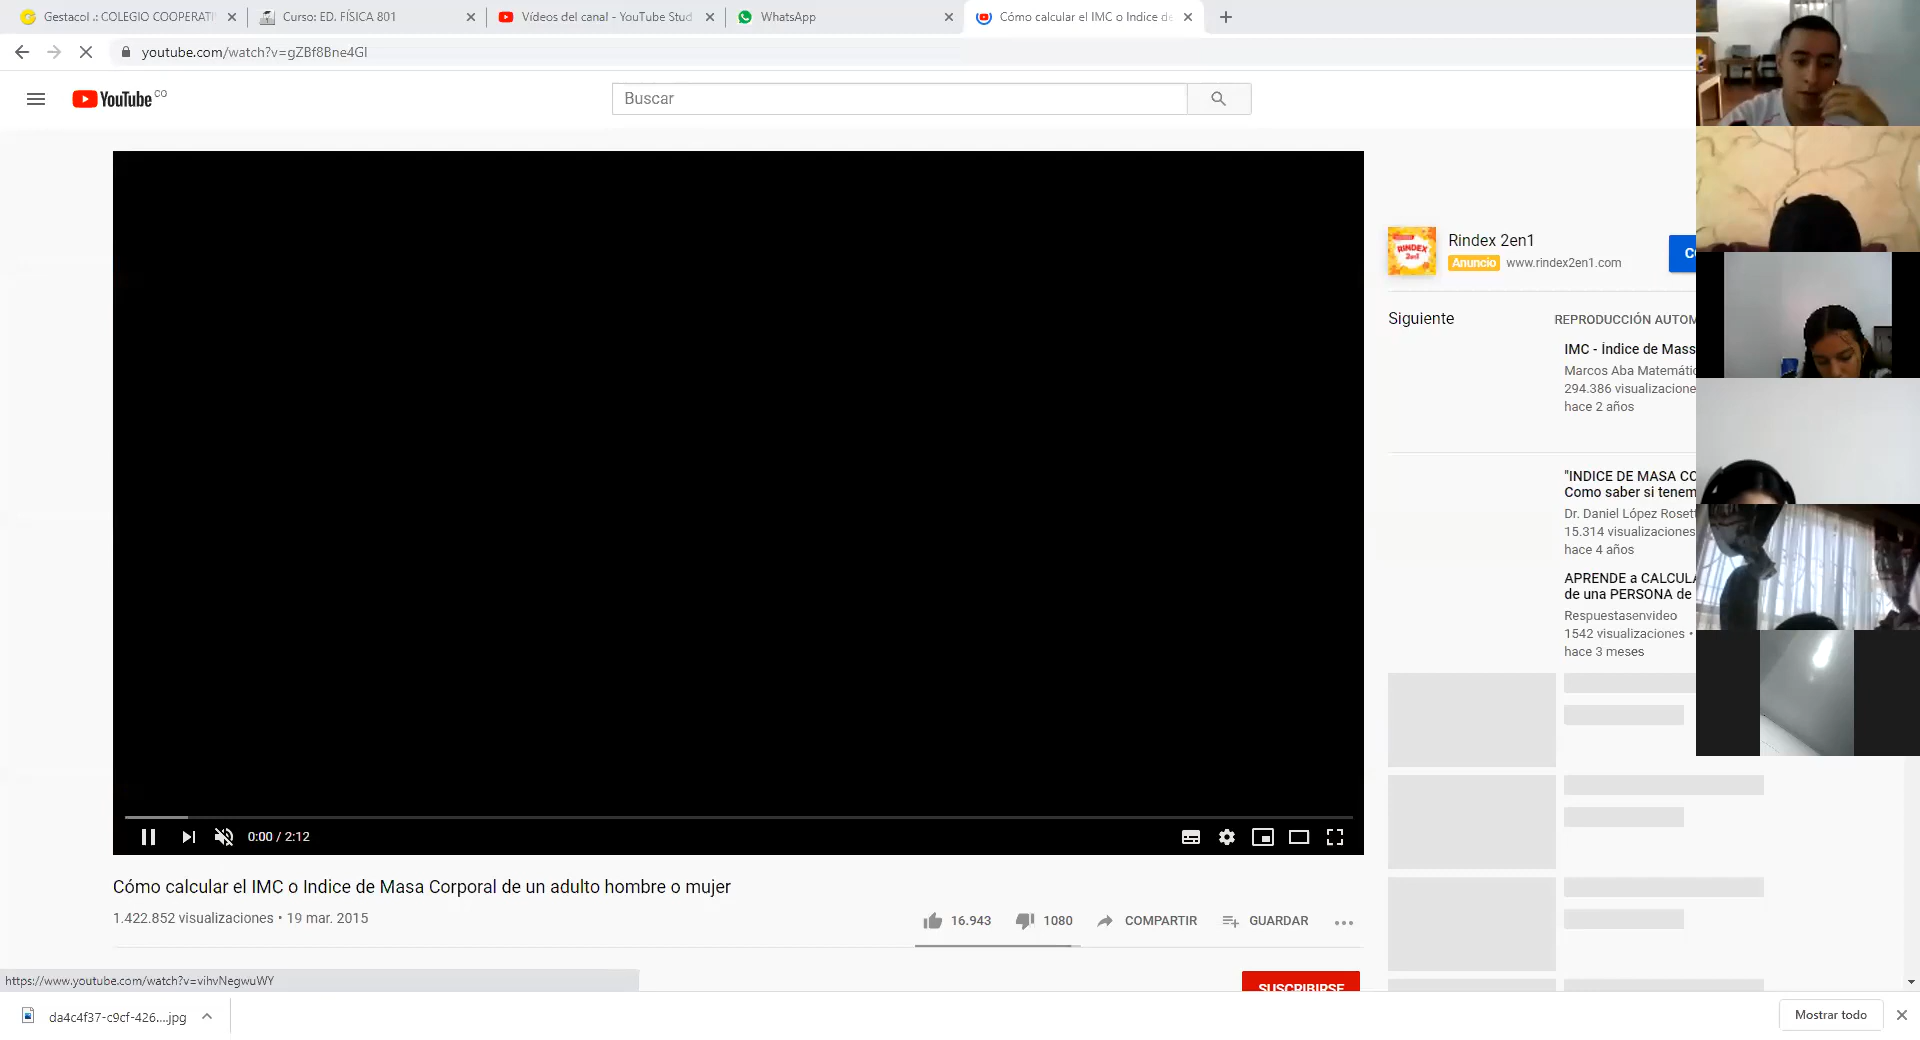 Gestacol .: COLEGIO COOPERATI
Curso: ED. FÍSICA 801
Vídeos del canal - YouTube Stud
WhatsApp
Cómo calcular el IMC o Indice de
youtube.com/watch?v=gZBf8Bne4GI
YouTube CO
Buscar
RINDEX
2en1
Rindex 2en1
Anuncio www.rindex2en1.com
Siguiente
REPRODUCCIÓN AUTOM
IMC - Índice de Mass
Marcos Aba Matemátic
294.386 visualizacione
hace 2 años
"INDICE DE MASA CO
Como saber si tenem
Dr. Daniel López Rosett
15.314 visualizaciones
hace 4 años
APRENDE a CALCULA
de una PERSONA de
Respuestasenvideo
1542 visualizaciones •
hace 3 meses
0:00 / 2:12
Cómo calcular el IMC o Indice de Masa Corporal de un adulto hombre o mujer
1.422.852 visualizaciones • 19 mar. 2015
16.943
1080
COMPARTIR
GUARDAR
SUSCRIBIRSE
https://www.youtube.com/watch?v=vihvNegwuWY
da4c4f37-c9cf-426....jpg
Mostrar todo